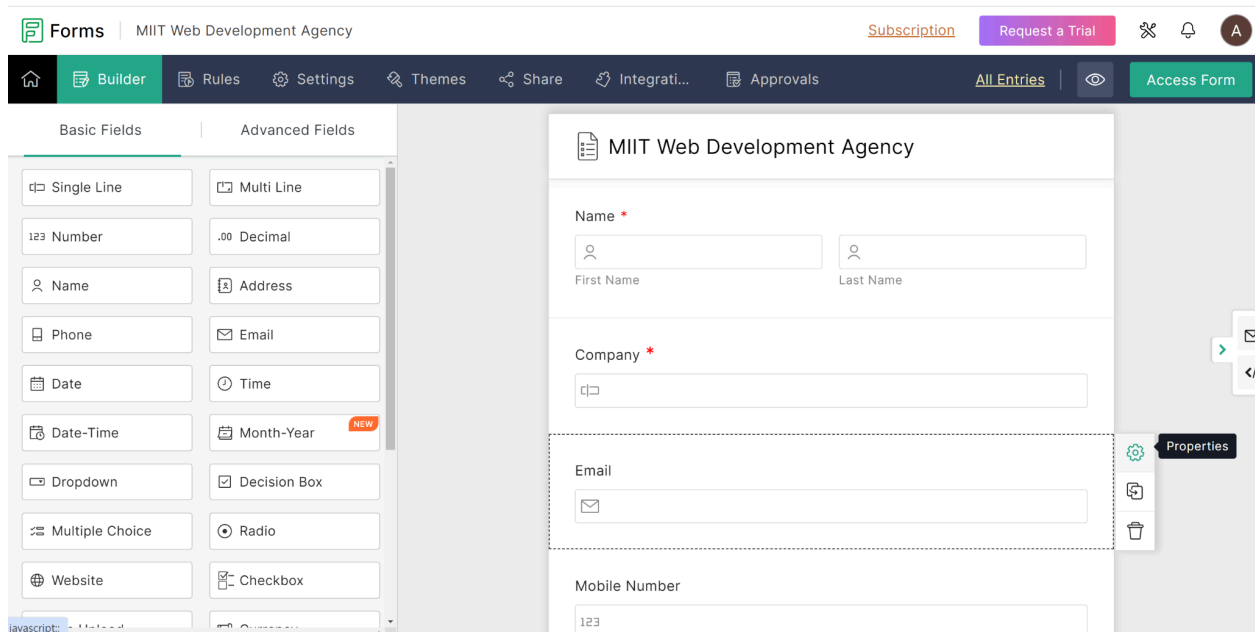 Forms
MIIT Web Development Agency
Subscription
Request a Trial
A
Builder
Rules
Settings
Themes
Share
Integrati...
Approvals
All Entries
Access Form
Basic Fields
Advanced Fields
Single Line
Multi Line
123 Number
.00 Decimal
Name
Address
Phone
Email
Date
Time
Date-Time
Month-Year
NEW
Dropdown
Decision Box
Multiple Choice
Radio
Website
Checkbox
javascript:;
MIIT Web Development Agency
Name *
First Name
Last Name
Company *
Email
Properties
Mobile Number
123